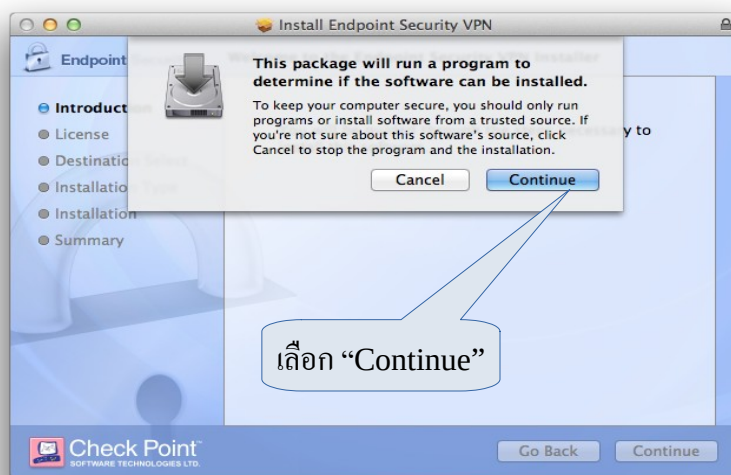 Install Endpoint Security VPN
Endpoint
This package will run a program to
determine if the software can be installed.
To keep your computer secure, you should only run
programs or install software from a trusted source. If
you're not sure about this software's source, click
Cancel to stop the program and the installation.
Cancel
Continue
Introduct
License
y to
Destinatio
Installatio
Installation
Summary
เลือก “Continue”
Check Point
SOFTWARE TECHNOLOGIES LTD.
Go Back
Continue